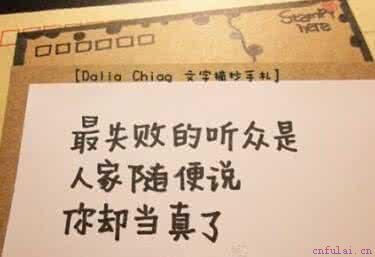 Stamp
here
[Dalia Chiag 文字摘抄手札]
最失败的听众是
人家随便说
你却当真了
cnfulai.cn